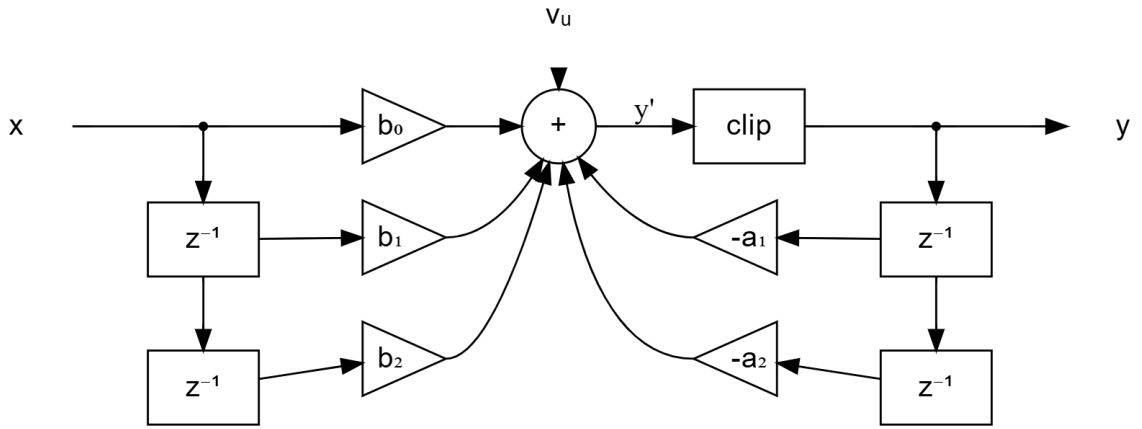 vᵤ
x b₀ + y' clip y
z⁻¹ b₁ -a₁ z⁻¹
z⁻¹ b₂ -a₂ z⁻¹